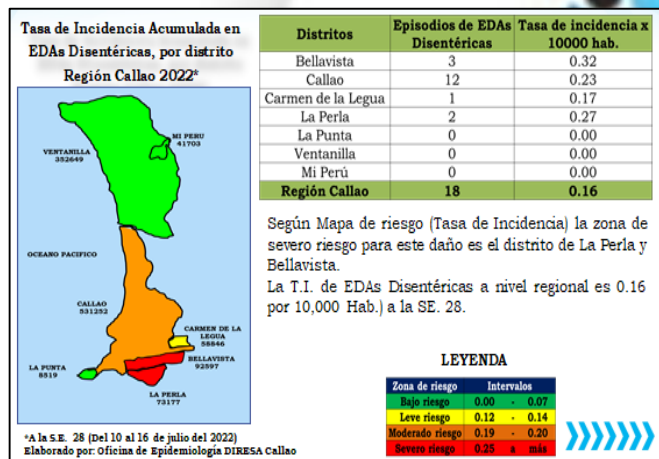 Tasa de Incidencia Acumulada en
EDAs Disentéricas, por distrito
Región Callao 2022*
MI PERU
41703
VENTANILLA
352649
OCEANO PACIFICO
CALLAO
531252
CARMEN DE LA
LEGUA
58846
BELLAVISTA
92597
LA PUNTA
8519
LA PERLA
73177
*A la S.E. 28 (Del 10 al 16 de julio del 2022)
Elaborado por: Oficina de Epidemiología DIRESA Callao
Distritos Episodios de EDAs Disentéricas Tasa de incidencia x 10000 hab.
Bellavista 3 0.32
Callao 12 0.23
Carmen de la Legua 1 0.17
La Perla 2 0.27
La Punta 0 0.00
Ventanilla 0 0.00
Mi Perú 0 0.00
Región Callao 18 0.16
Según Mapa de riesgo (Tasa de Incidencia) la zona de
severo riesgo para este daño es el distrito de La Perla y
Bellavista.
La T.I. de EDAs Disentéricas a nivel regional es 0.16
por 10,000 Hab.) a la SE. 28.
LEYENDA
Zona de riesgo Intervalos
Bajo riesgo 0.00 - 0.07
Leve riesgo 0.12 - 0.14
Moderado riesgo 0.19 - 0.20
Severo riesgo 0.25 a más